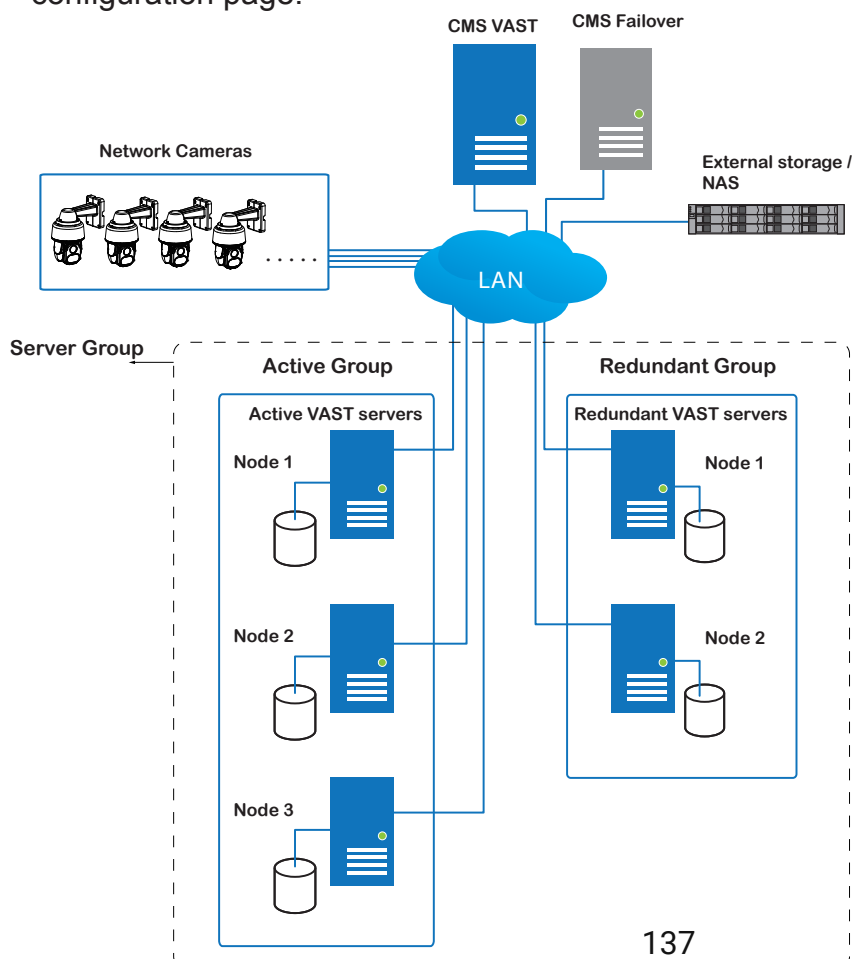 configuration page.
CMS VAST
CMS Failover
Network Cameras
External storage /
NAS
.....
LAN
Server Group
Active Group
Redundant Group
Active VAST servers
Redundant VAST servers
Node 1
Node 1
Node 2
Node 2
Node 3
137